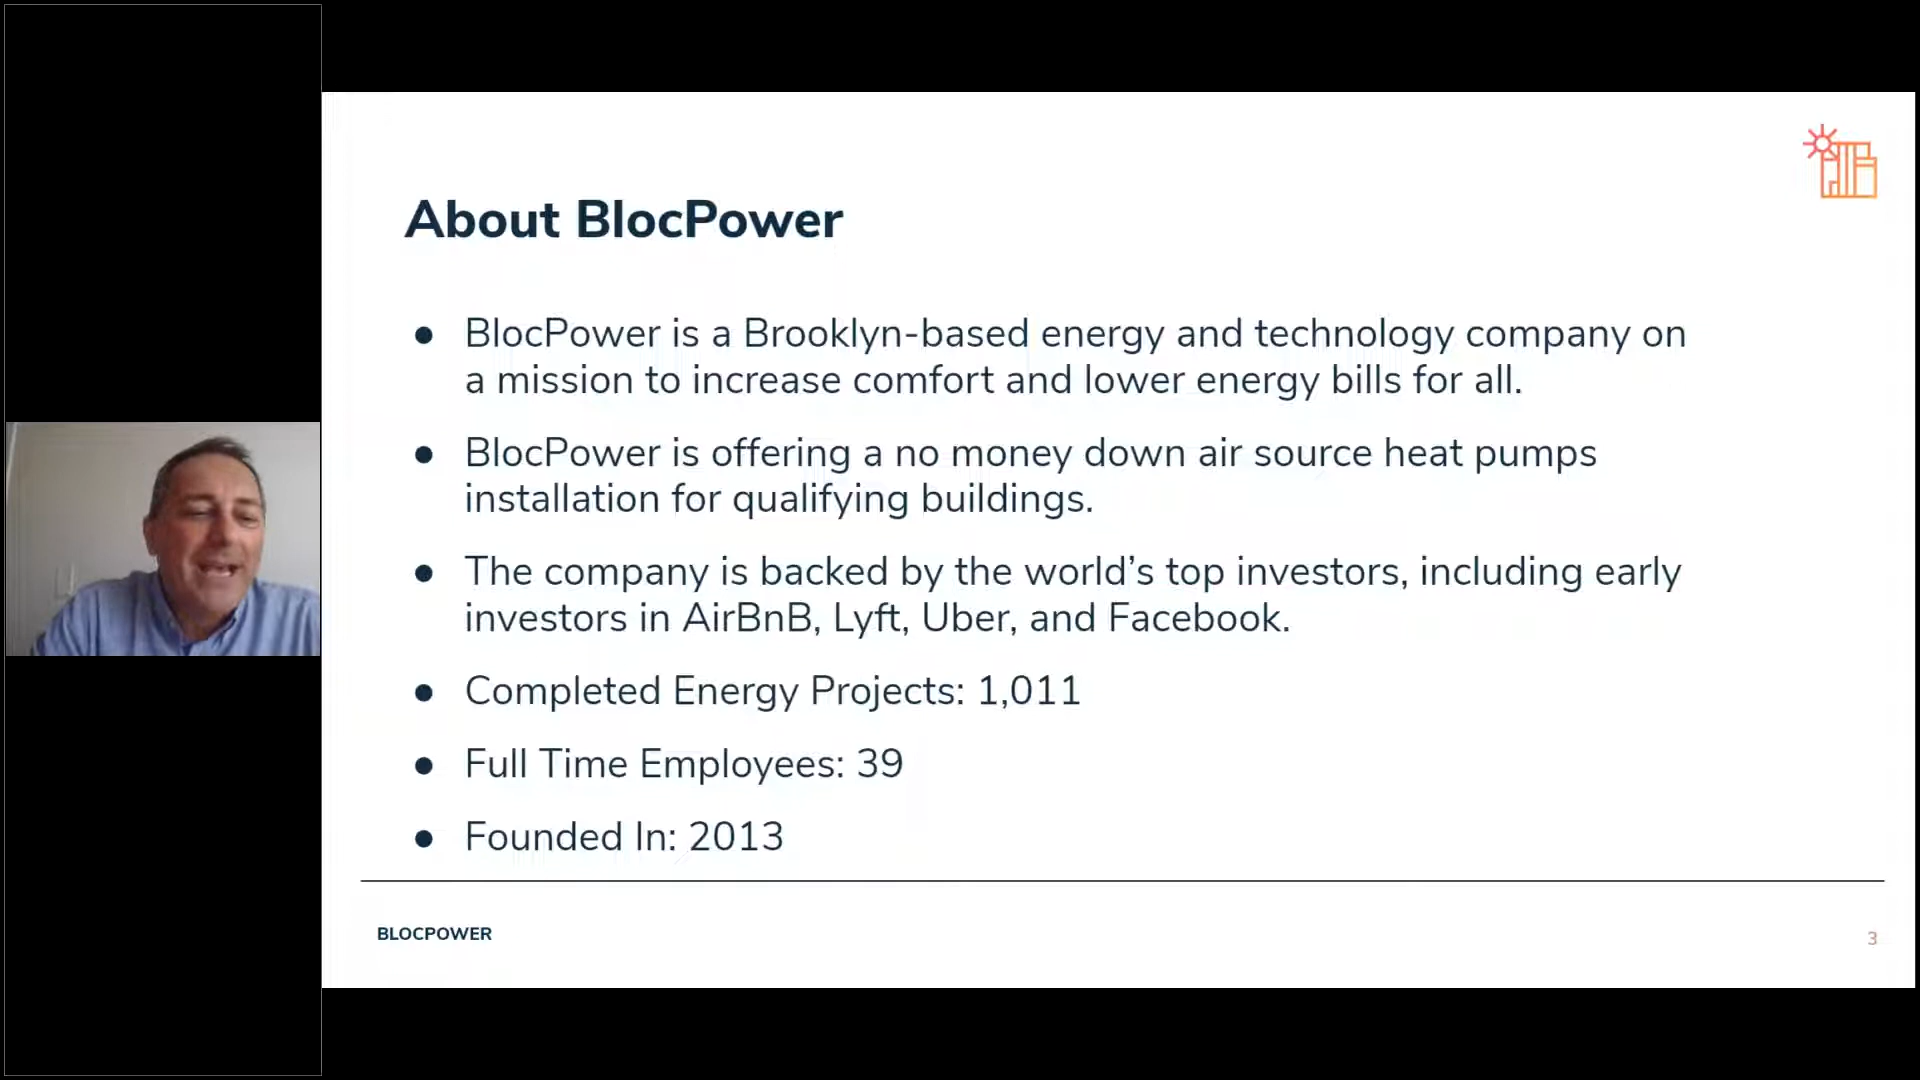 About BlocPower
● BlocPower is a Brooklyn-based energy and technology company on
a mission to increase comfort and lower energy bills for all.
● BlocPower is offering a no money down air source heat pumps
installation for qualifying buildings.
● The company is backed by the world’s top investors, including early
investors in AirBnB, Lyft, Uber, and Facebook.
● Completed Energy Projects: 1,011
● Full Time Employees: 39
● Founded In: 2013
BLOCPOWER
3